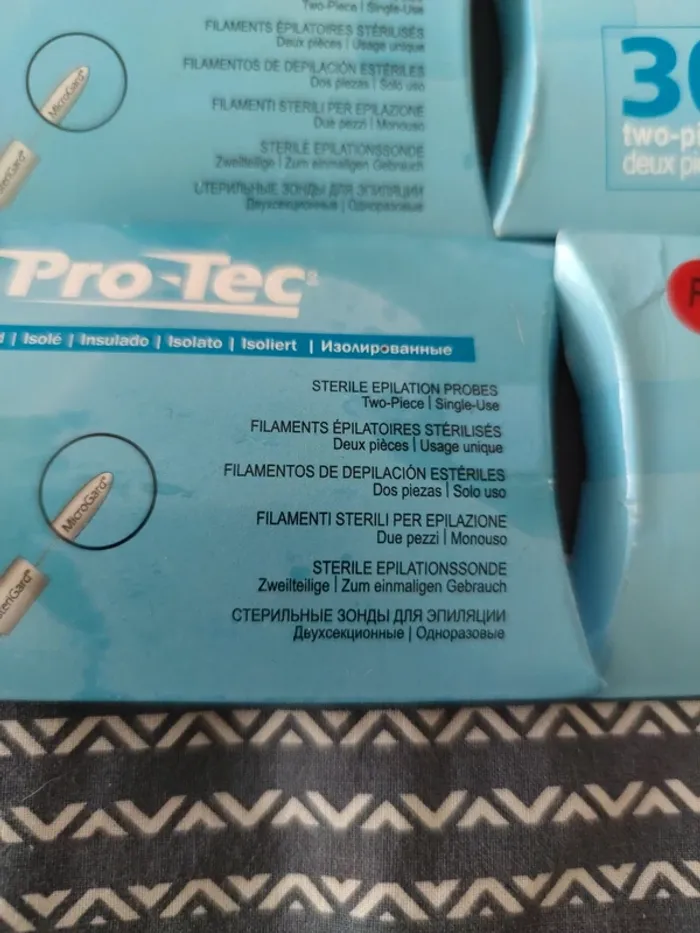 Two-Piece | Single-Use
FILAMENTS ÉPILATOIRES STÉRILISÉS
Deux pièces | Usage unique
FILAMENTOS DE DEPILACIÓN ESTÉRILES
Dos piezas | Solo uso
FILAMENTI STERILI PER EPILAZIONE
Due pezzi | Monouso
STERILE EPILATIONSSONDE
Zweilteilige | Zum einmaligen Gebrauch
СТЕРИЛЬНЫЕ ЗОНДЫ ДЛЯ ЭПИЛЯЦИИ
Двухсекционные | Одноразовые
MicroGard®
30
two-pi
deux pi
Pro-Tec®
| Isolé | Insulado | Isolato | Isoliert | Изолированные
STERILE EPILATION PROBES
Two-Piece | Single-Use
FILAMENTS ÉPILATOIRES STÉRILISÉS
Deux pièces | Usage unique
FILAMENTOS DE DEPILACIÓN ESTÉRILES
Dos piezas | Solo uso
FILAMENTI STERILI PER EPILAZIONE
Due pezzi | Monouso
STERILE EPILATIONSSONDE
Zweilteilige | Zum einmaligen Gebrauch
СТЕРИЛЬНЫЕ ЗОНДЫ ДЛЯ ЭПИЛЯЦИИ
Двухсекционные | Одноразовые
MicroGard®
teriGard®
F